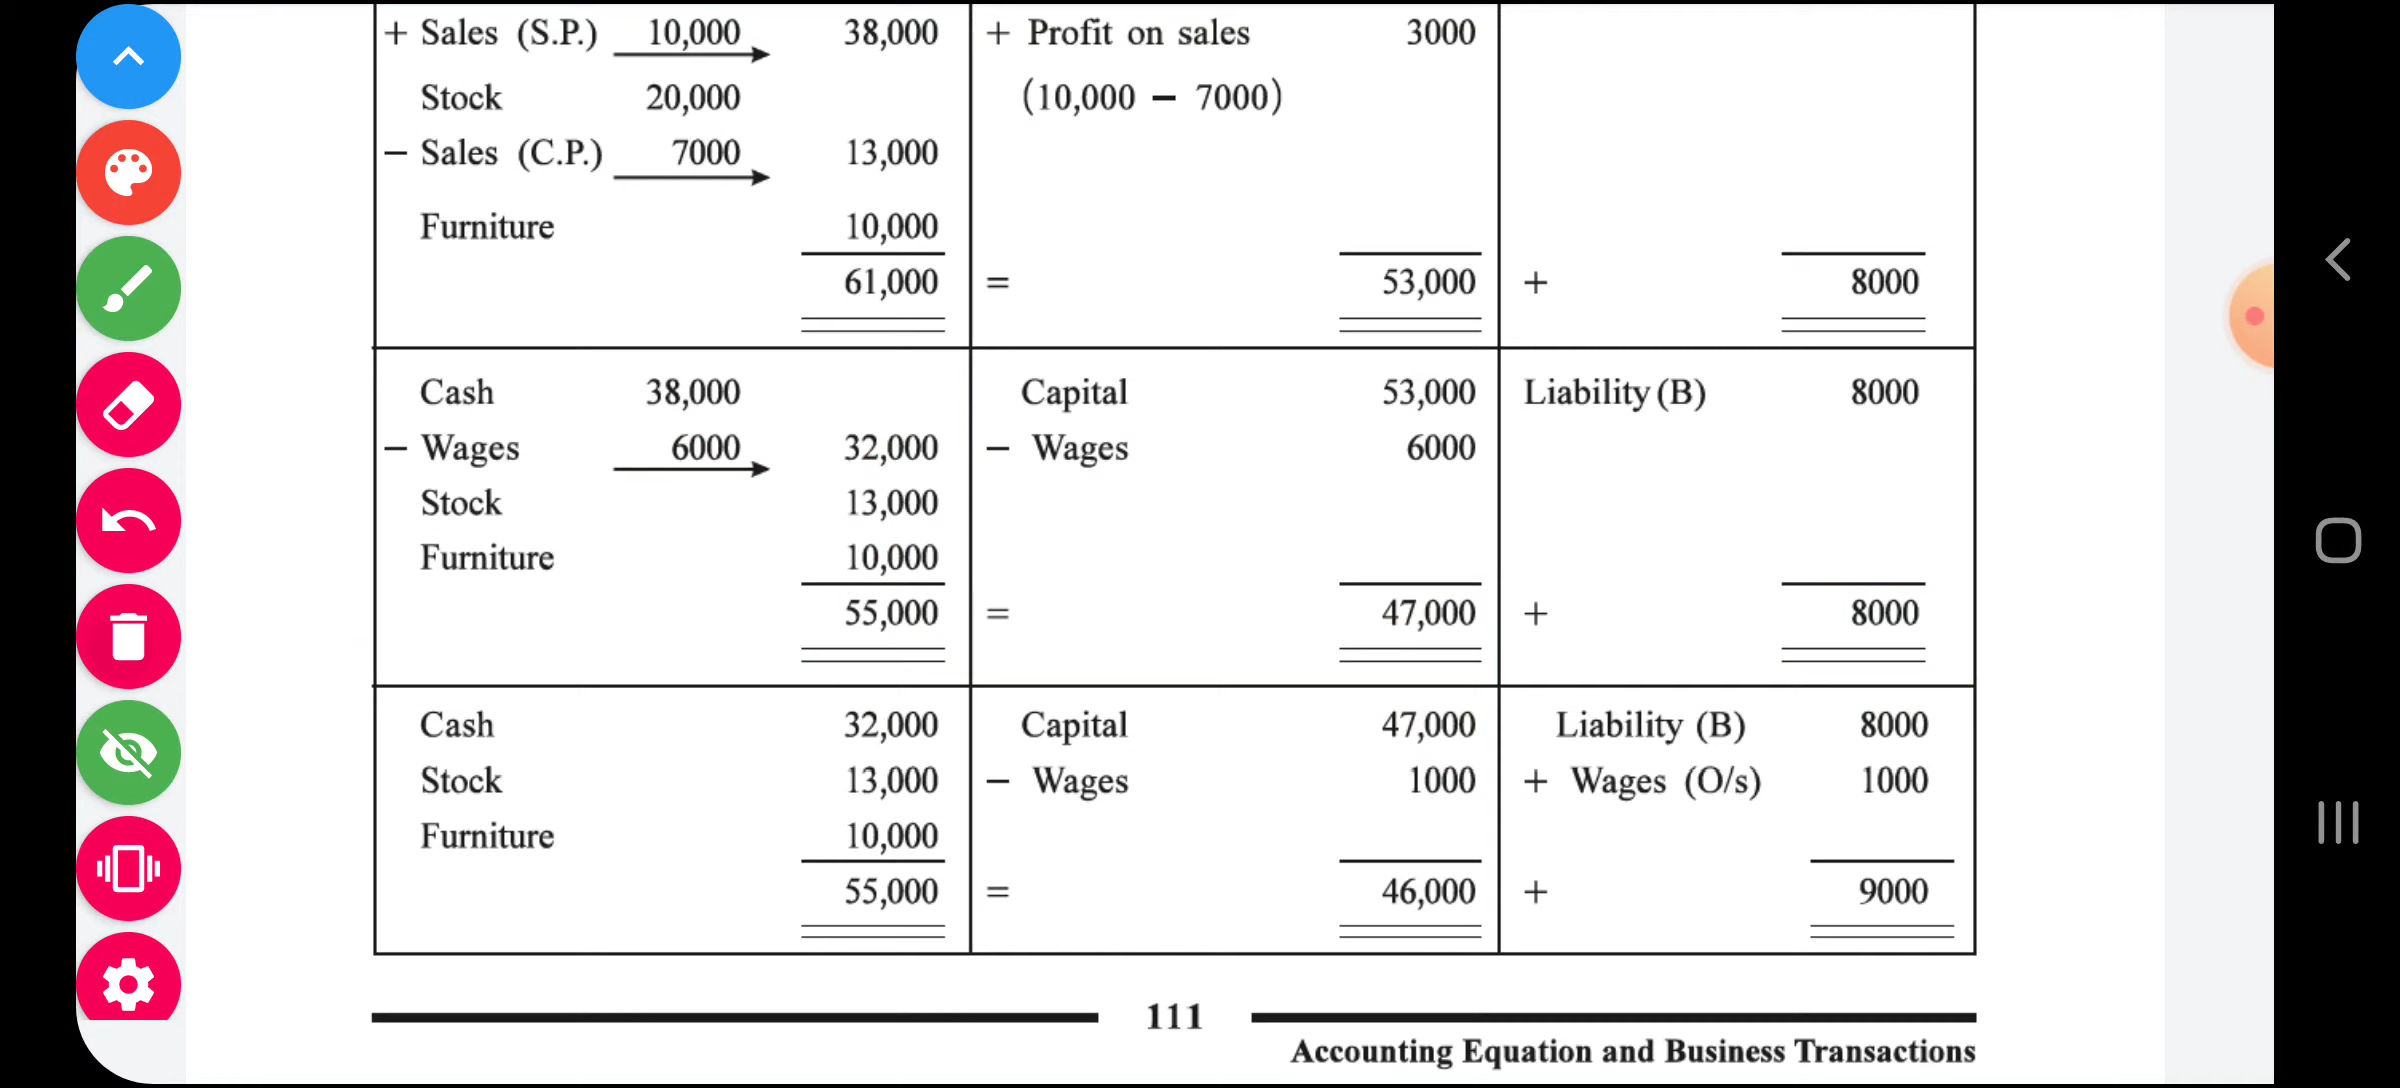 + Sales (S.P.) 10,000 38,000 + Profit on sales 3000
Stock 20,000 (10,000 − 7000)
− Sales (C.P.) 7000 13,000
Furniture 10,000
61,000 = 53,000 + 8000
Cash 38,000 Capital 53,000 Liability (B) 8000
− Wages 6000 32,000 − Wages 6000
Stock 13,000
Furniture 10,000
55,000 = 47,000 + 8000
Cash 32,000 Capital 47,000 Liability (B) 8000
Stock 13,000 − Wages 1000 + Wages (O/s) 1000
Furniture 10,000
55,000 = 46,000 + 9000
111
Accounting Equation and Business Transactions